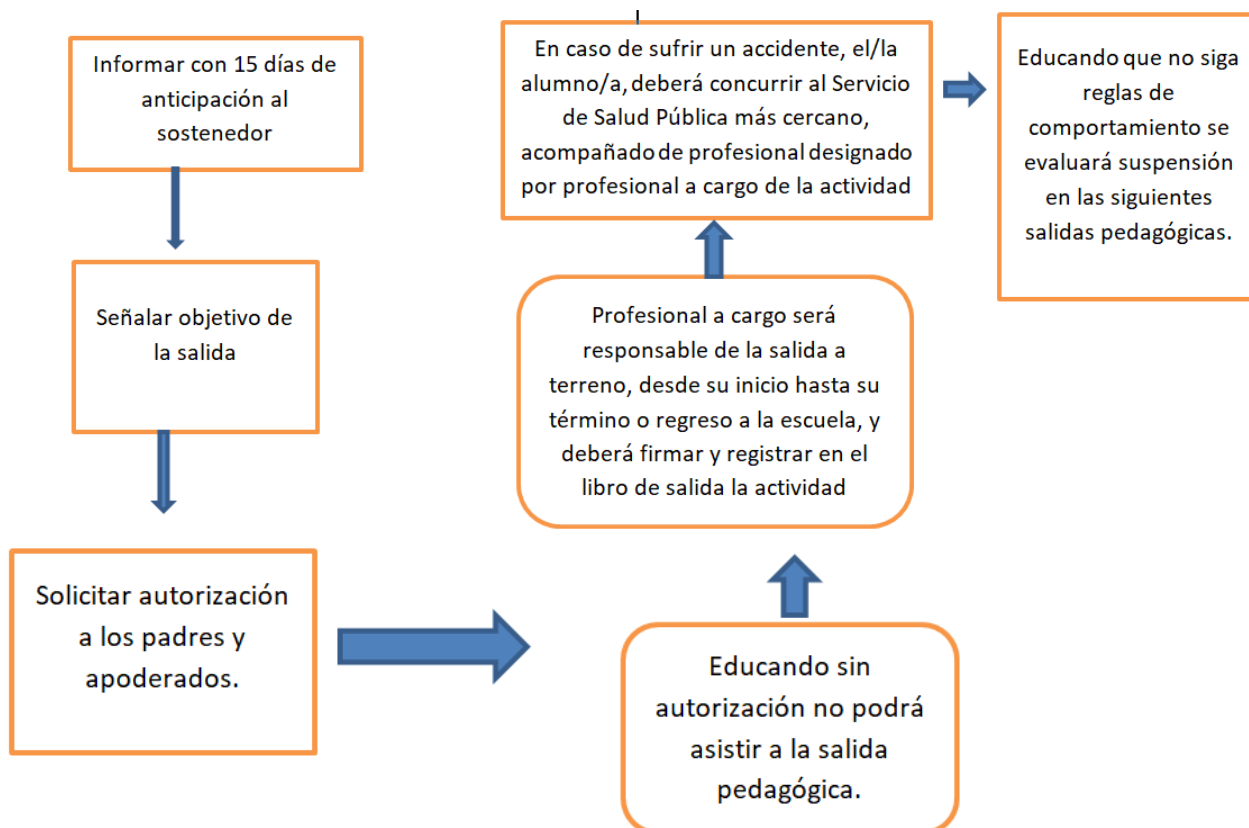 Informar con 15 días de
anticipación al
sostenedor
Señalar objetivo de
la salida
Solicitar autorización
a los padres y
apoderados.
Educando sin
autorización no podrá
asistir a la salida
pedagógica.
Profesional a cargo será
responsable de la salida a
terreno, desde su inicio hasta su
término o regreso a la escuela, y
deberá firmar y registrar en el
libro de salida la actividad
En caso de sufrir un accidente, el/la
alumno/a, deberá concurrir al Servicio
de Salud Pública más cercano,
acompañado de profesional designado
por profesional a cargo de la actividad
Educando que no siga
reglas de
comportamiento se
evaluará suspensión
en las siguientes
salidas pedagógicas.